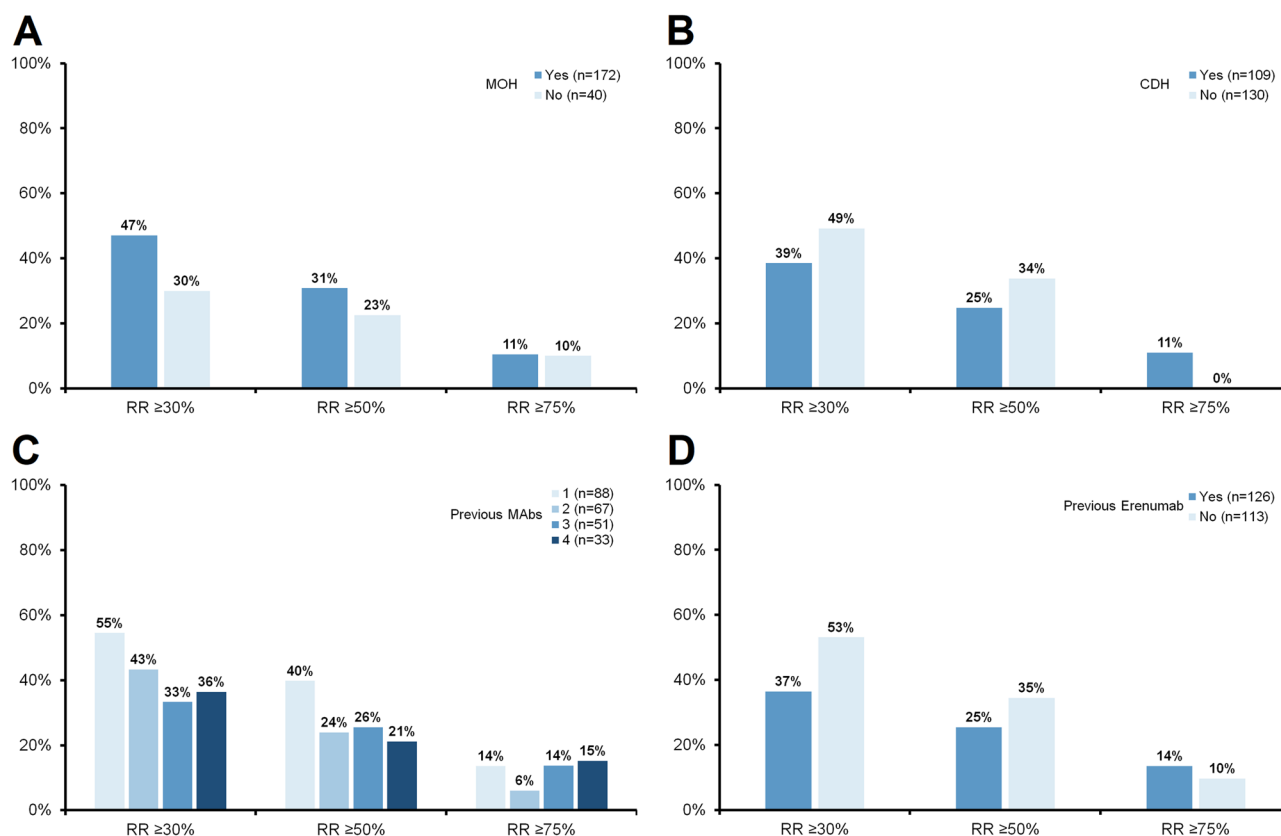 A
MOH
Yes (n=172)
No (n=40)
100%
80%
60%
40%
20%
0%
47%
30%
31%
23%
11%
10%
RR ≥30%
RR ≥50%
RR ≥75%
B
CDH
Yes (n=109)
No (n=130)
100%
80%
60%
40%
20%
0%
39%
49%
25%
34%
11%
0%
RR ≥30%
RR ≥50%
RR ≥75%
C
Previous MAbs
1 (n=88)
2 (n=67)
3 (n=51)
4 (n=33)
100%
80%
60%
40%
20%
0%
55%
43%
33%
36%
40%
24%
26%
21%
14%
6%
14%
15%
RR ≥30%
RR ≥50%
RR ≥75%
D
Previous Erenumab
Yes (n=126)
No (n=113)
100%
80%
60%
40%
20%
0%
37%
53%
25%
35%
14%
10%
RR ≥30%
RR ≥50%
RR ≥75%